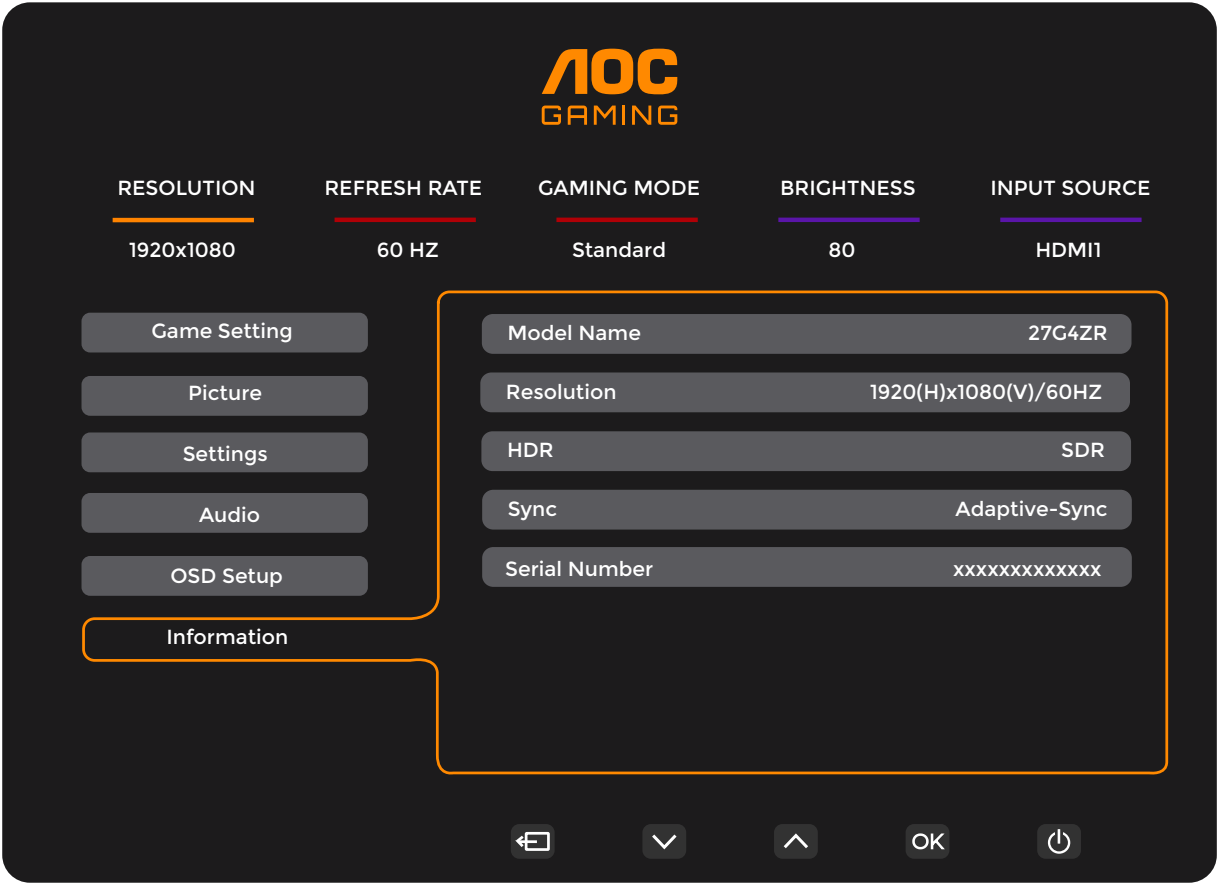 AOC
GAMING
RESOLUTION REFRESH RATE GAMING MODE BRIGHTNESS INPUT SOURCE
1920x1080 60 HZ Standard 80 HDMI1
Game Setting
Picture
Settings
Audio
OSD Setup
Information
Model Name 27G4ZR
Resolution 1920(H)x1080(V)/60HZ
HDR SDR
Sync Adaptive-Sync
Serial Number xxxxxxxxxxxxx
OK